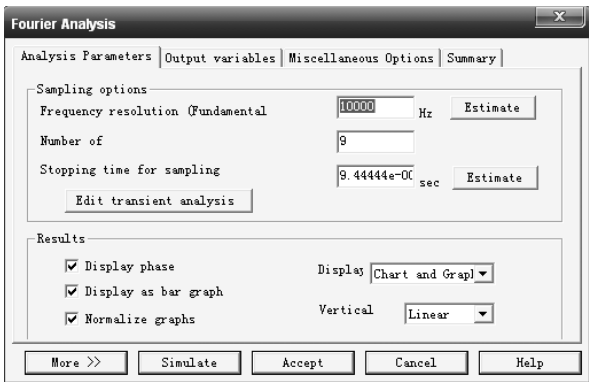 Fourier Analysis
x
Analysis Parameters Output variables Miscellaneous Options Summary
Sampling options
Frequency resolution (Fundamental 10000 Hz Estimate
Number of 9
Stopping time for sampling 9.44444e-00 sec Estimate
Edit transient analysis
Results
Display phase Display Chart and Grapl
Display as bar graph
Vertical Linear
Normalize graphs
More >> Simulate Accept Cancel Help